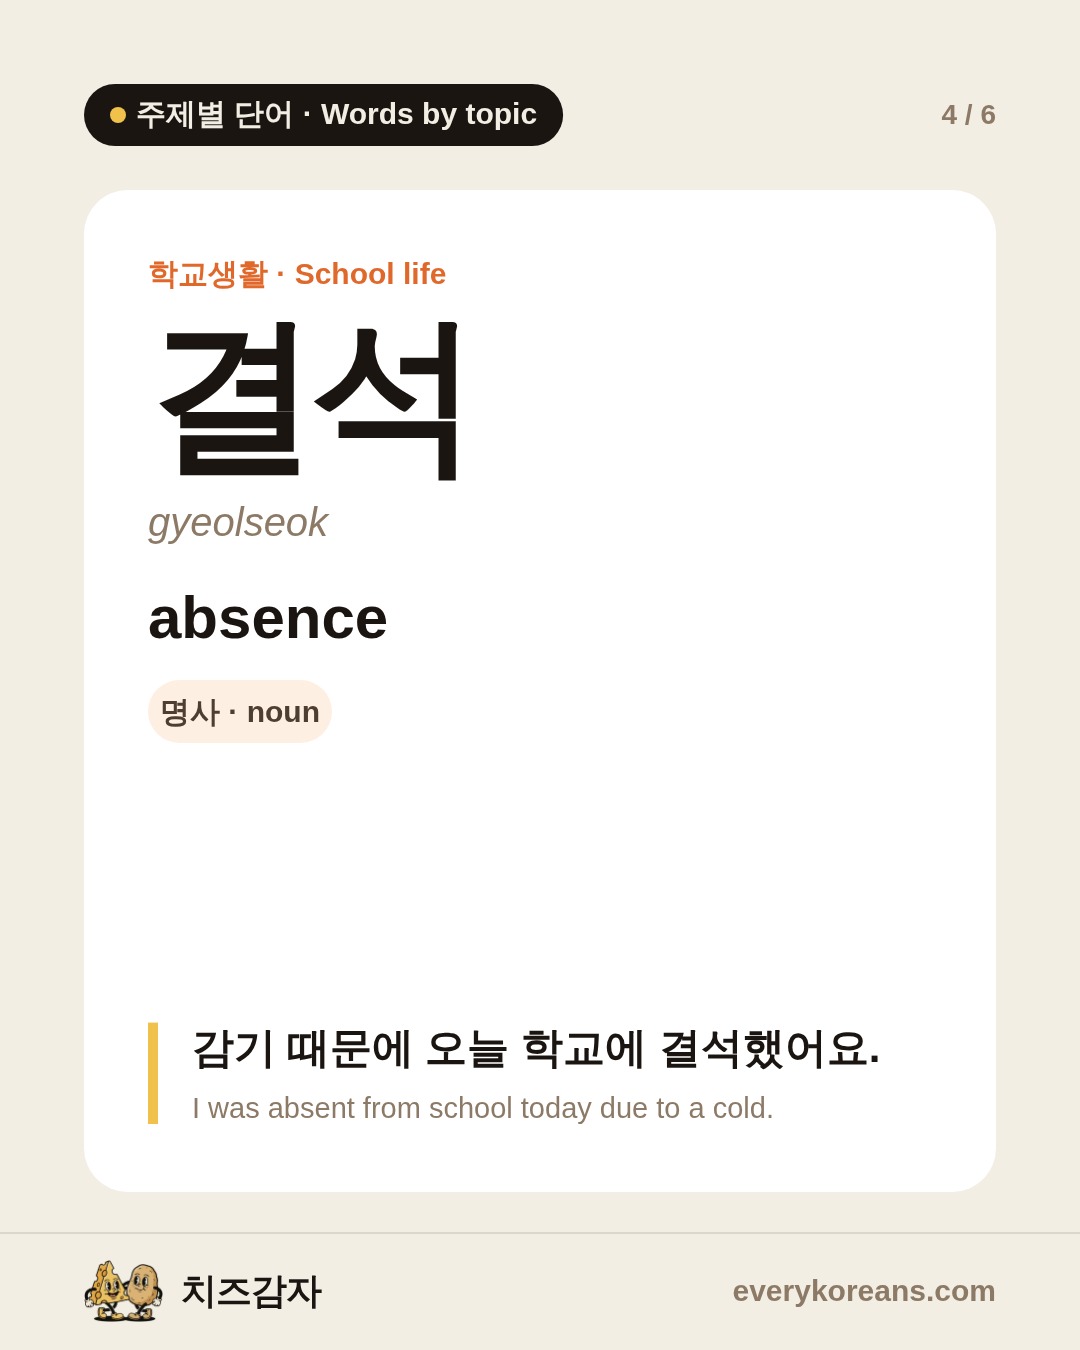 주제별 단어 · Words by topic
4 / 6
학교생활 · School life
결석
gyeolseok
absence
명사 · noun
감기 때문에 오늘 학교에 결석했어요.
I was absent from school today due to a cold.
치즈감자
everykoreans.com